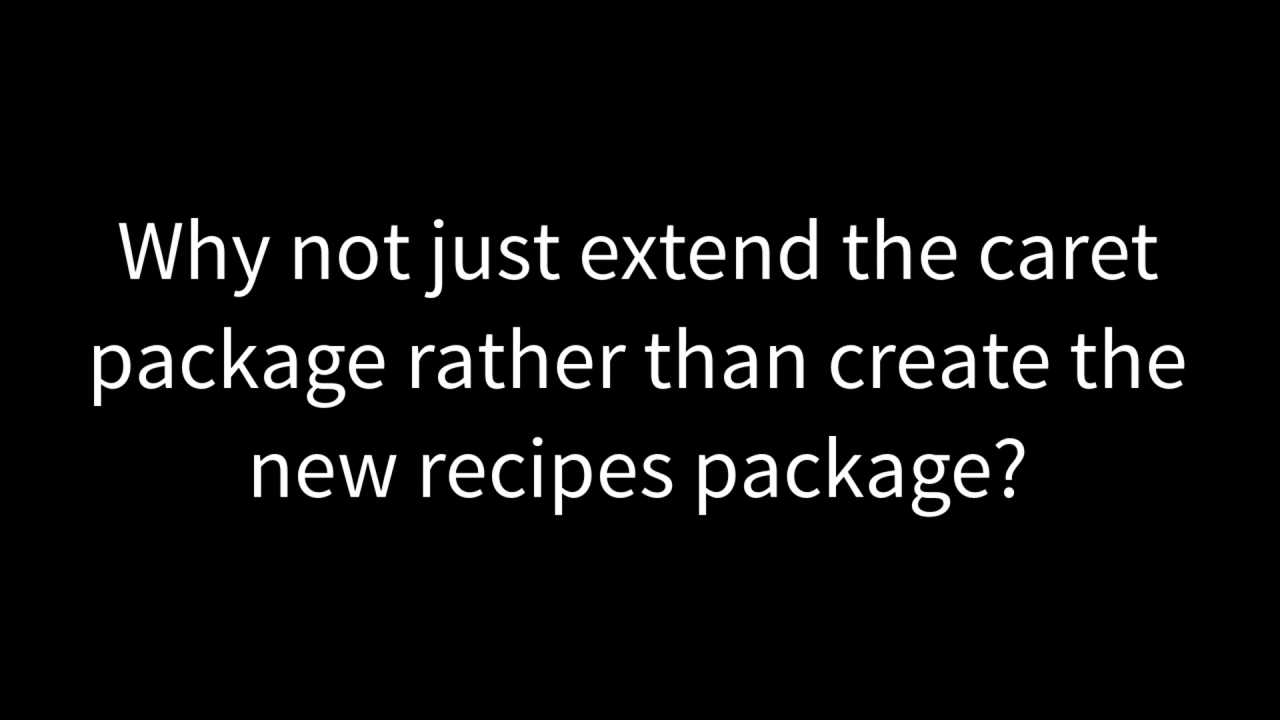 Why not just extend the caret
package rather than create the
new recipes package?